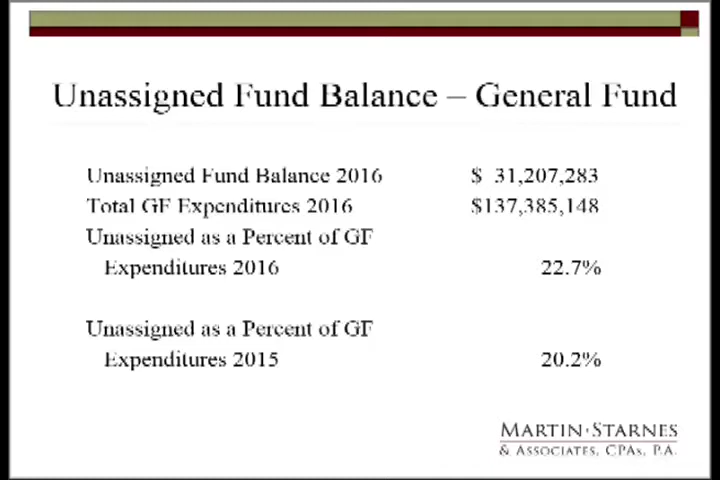 Unassigned Fund Balance – General Fund
Unassigned Fund Balance 2016 $ 31,207,283
Total GF Expenditures 2016 $137,385,148
Unassigned as a Percent of GF
Expenditures 2016 22.7%
Unassigned as a Percent of GF
Expenditures 2015 20.2%
MARTIN·STARNES
& ASSOCIATES, CPAs, P.A.